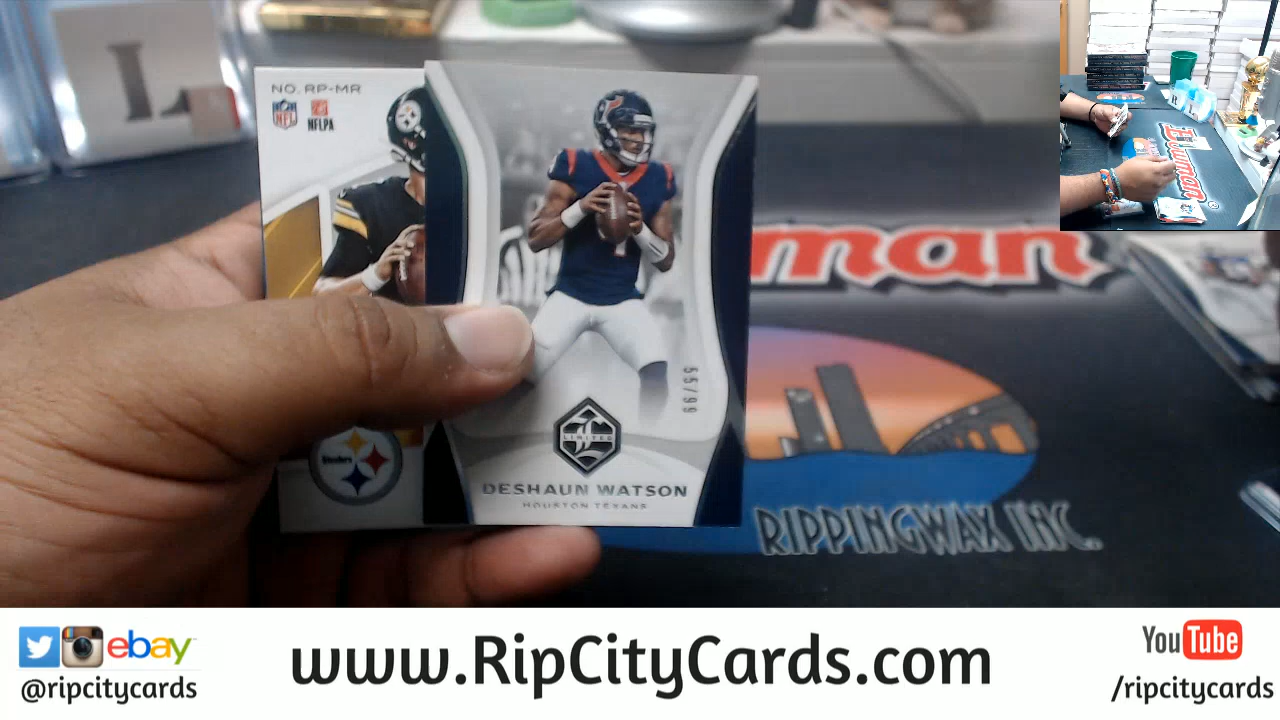 NO. RP-MR
NFL
NFLPA
55/99
LIMITED
DESHAUN WATSON
HOUSTON TEXANS
Steelers
man
Bowman
RIPPINGWAX INC.
ebay
@ripcitycards
www.RipCityCards.com
YouTube
/ripcitycards